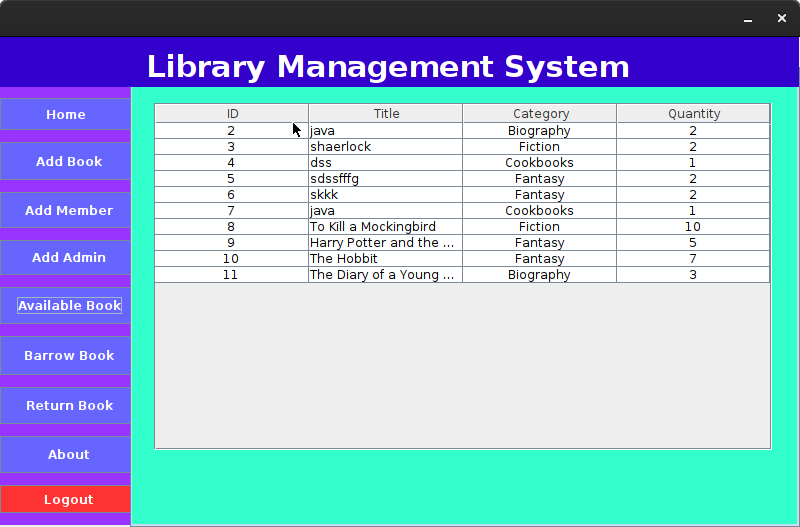 Library Management System
Home
Add Book
Add Member
Add Admin
Available Book
Barrow Book
Return Book
About
Logout
ID Title Category Quantity
2 java Biography 2
3 shaerlock Fiction 2
4 dss Cookbooks 1
5 sdssfffg Fantasy 2
6 skkk Fantasy 2
7 java Cookbooks 1
8 To Kill a Mockingbird Fiction 10
9 Harry Potter and the ... Fantasy 5
10 The Hobbit Fantasy 7
11 The Diary of a Young ... Biography 3